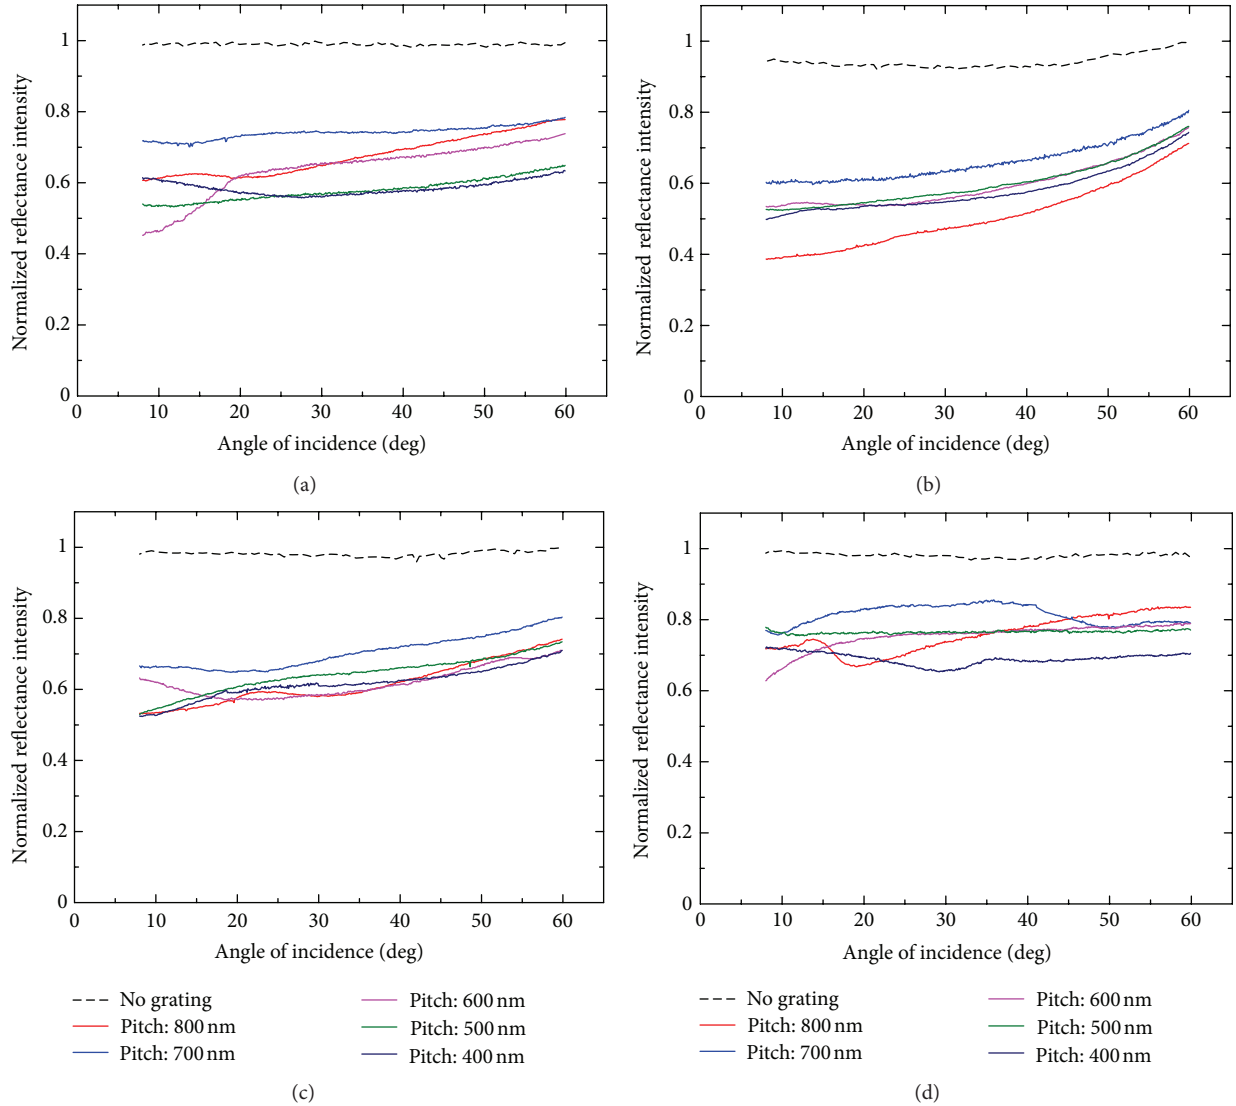 Normalized reflectance intensity
1
0.8
0.6
0.4
0.2
0
0 10 20 30 40 50 60
Angle of incidence (deg)
(a)
Normalized reflectance intensity
1
0.8
0.6
0.4
0.2
0
0 10 20 30 40 50 60
Angle of incidence (deg)
(b)
Normalized reflectance intensity
1
0.8
0.6
0.4
0.2
0
0 10 20 30 40 50 60
Angle of incidence (deg)
No grating
Pitch: 800 nm
Pitch: 700 nm
Pitch: 600 nm
Pitch: 500 nm
Pitch: 400 nm
(c)
Normalized reflectance intensity
1
0.8
0.6
0.4
0.2
0
0 10 20 30 40 50 60
Angle of incidence (deg)
No grating
Pitch: 800 nm
Pitch: 700 nm
Pitch: 600 nm
Pitch: 500 nm
Pitch: 400 nm
(d)